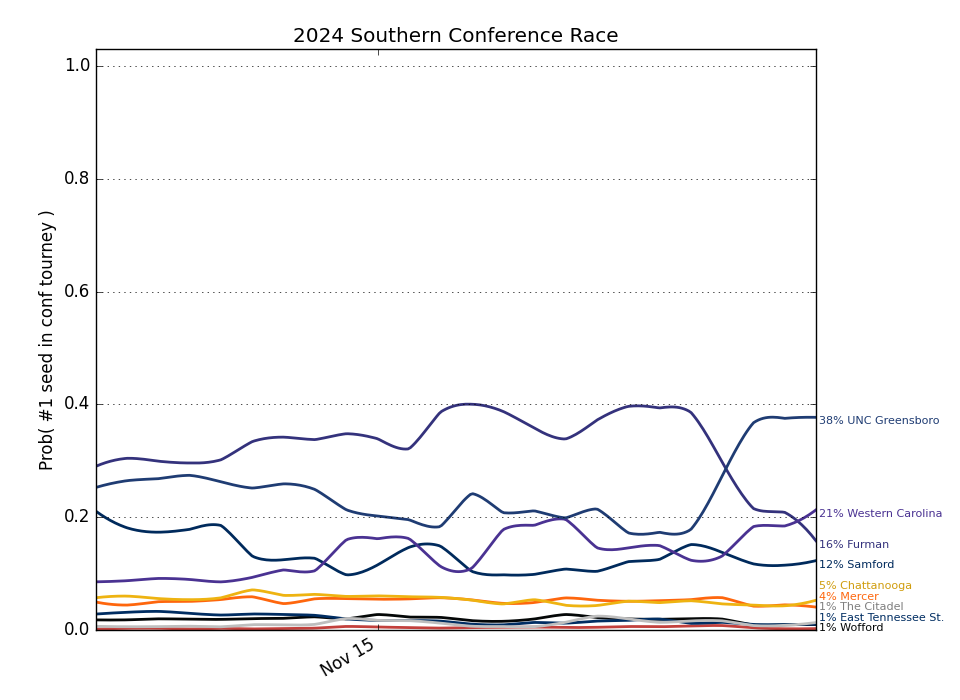 2024 Southern Conference Race
Prob( #1 seed in conf tourney )
1.0
0.8
0.6
0.4
0.2
0.0
Nov 15
38% UNC Greensboro
21% Western Carolina
16% Furman
12% Samford
5% Chattanooga
4% Mercer
1% The Citadel
1% East Tennessee St.
1% Wofford